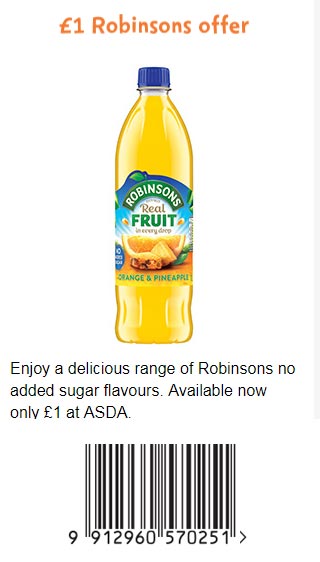 £1 Robinsons offer
ROBINSONS
Real
FRUIT
in every drop
NO
ADDED
SUGAR
ORANGE & PINEAPPLE
Enjoy a delicious range of Robinsons no
added sugar flavours. Available now
only £1 at ASDA.
9 912960 570251 >